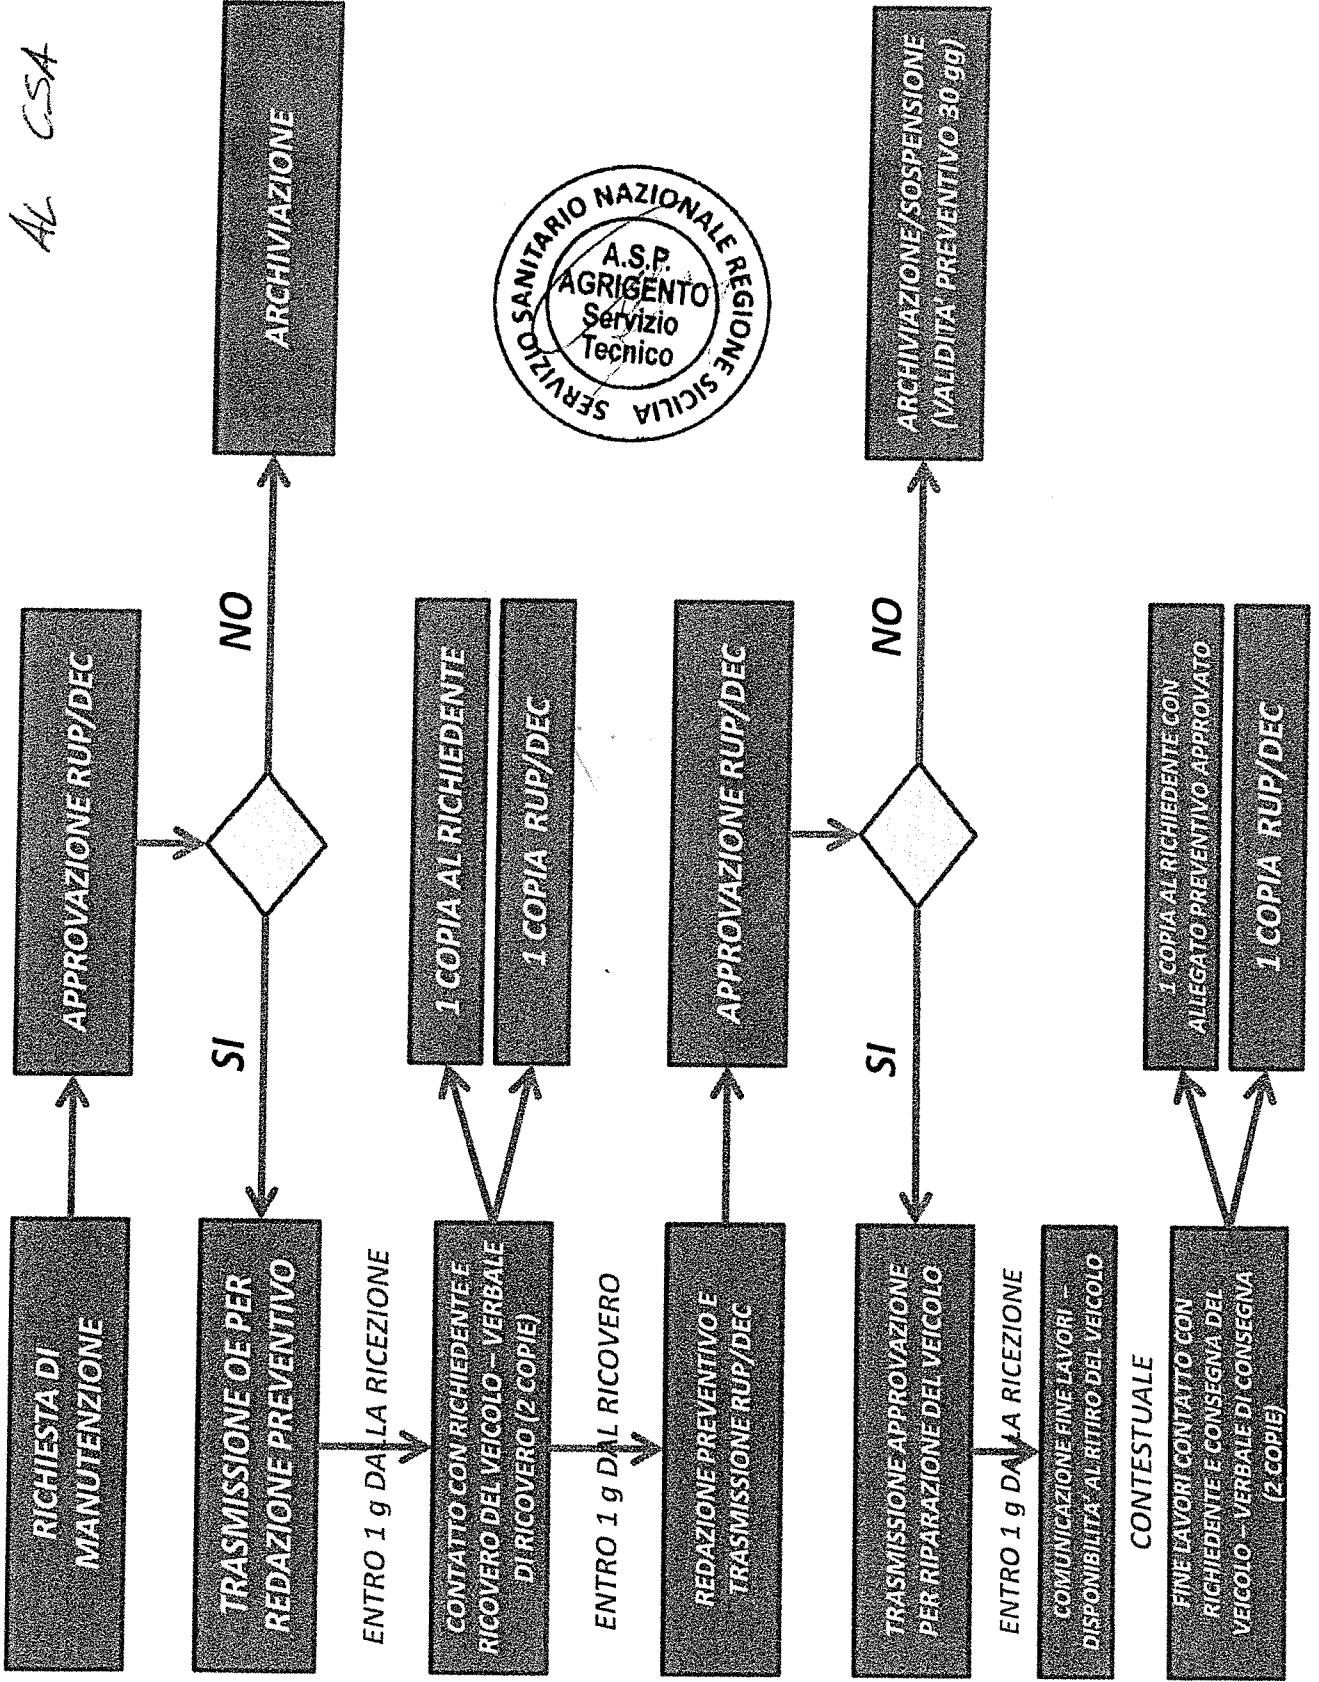 AL CSA
RICHIESTA DI
MANUTENZIONE
APPROVAZIONE RUP/DEC
SI
NO
ARCHIVIAZIONE
TRASMISSIONE OE PER
REDAZIONE PREVENTIVO
ENTRO 1 g DALLA RICEZIONE
CONTATTO CON RICHIEDENTE E
RICOVERO DEL VEICOLO – VERBALE
DI RICOVERO (2 COPIE)
1 COPIA AL RICHIEDENTE
1 COPIA RUP/DEC
SERVIZIO SANITARIO NAZIONALE REGIONE SICILIA
A.S.P.
AGRIGENTO
Servizio
Tecnico
ENTRO 1 g DAL RICOVERO
REDAZIONE PREVENTIVO E
TRASMISSIONE RUP/DEC
APPROVAZIONE RUP/DEC
SI
NO
ARCHIVIAZIONE/SOSPENSIONE
(VALIDITA' PREVENTIVO 30 gg)
TRASMISSIONE APPROVAZIONE
PER RIPARAZIONE DEL VEICOLO
ENTRO 1 g DALLA RICEZIONE
COMUNICAZIONE FINE LAVORI –
DISPONIBILITA' AL RITIRO DEL VEICOLO
CONTESTUALE
FINE LAVORI CONTATO CON
RICHIEDENTE E CONSEGNA DEL
VEICOLO – VERBALE DI CONSEGNA
(2 COPIE)
1 COPIA AL RICHIEDENTE CON
ALLEGATO PREVENTIVO APPROVATO
1 COPIA RUP/DEC